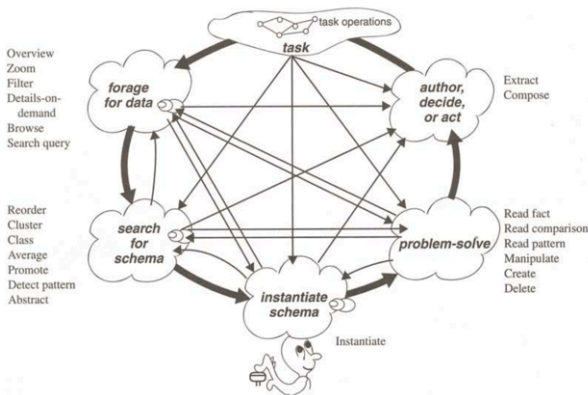 task operations
task
Overview
Zoom
Filter
Details-on-
demand
Browse
Search query
forage
for data
author,
decide,
or act
Extract
Compose
Reorder
Cluster
Class
Average
Promote
Detect pattern
Abstract
search
for
schema
problem-solve
Read fact
Read comparison
Read pattern
Manipulate
Create
Delete
instantiate
schema
Instantiate